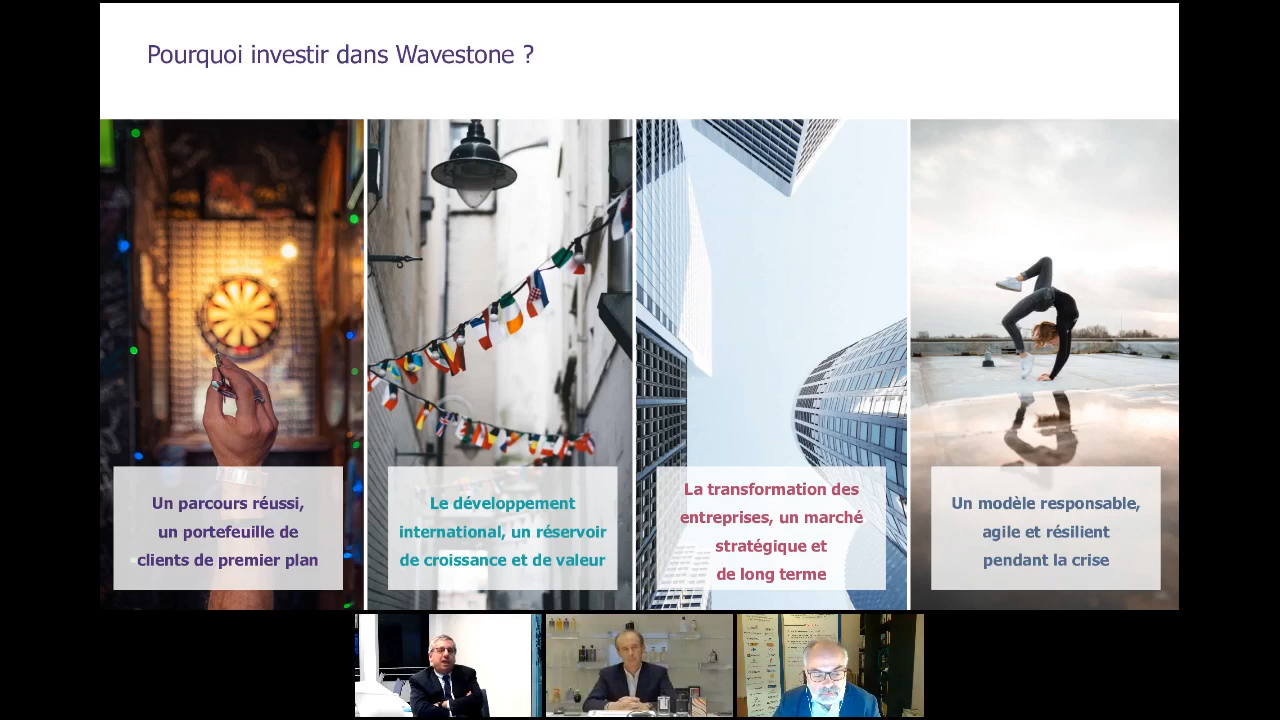 Pourquoi investir dans Wavestone ?
Un parcours réussi,
un portefeuille de
clients de premier plan
Le développement
international, un réservoir
de croissance et de valeur
La transformation des
entreprises, un marché
stratégique et
de long terme
Un modèle responsable,
agile et résilient
pendant la crise